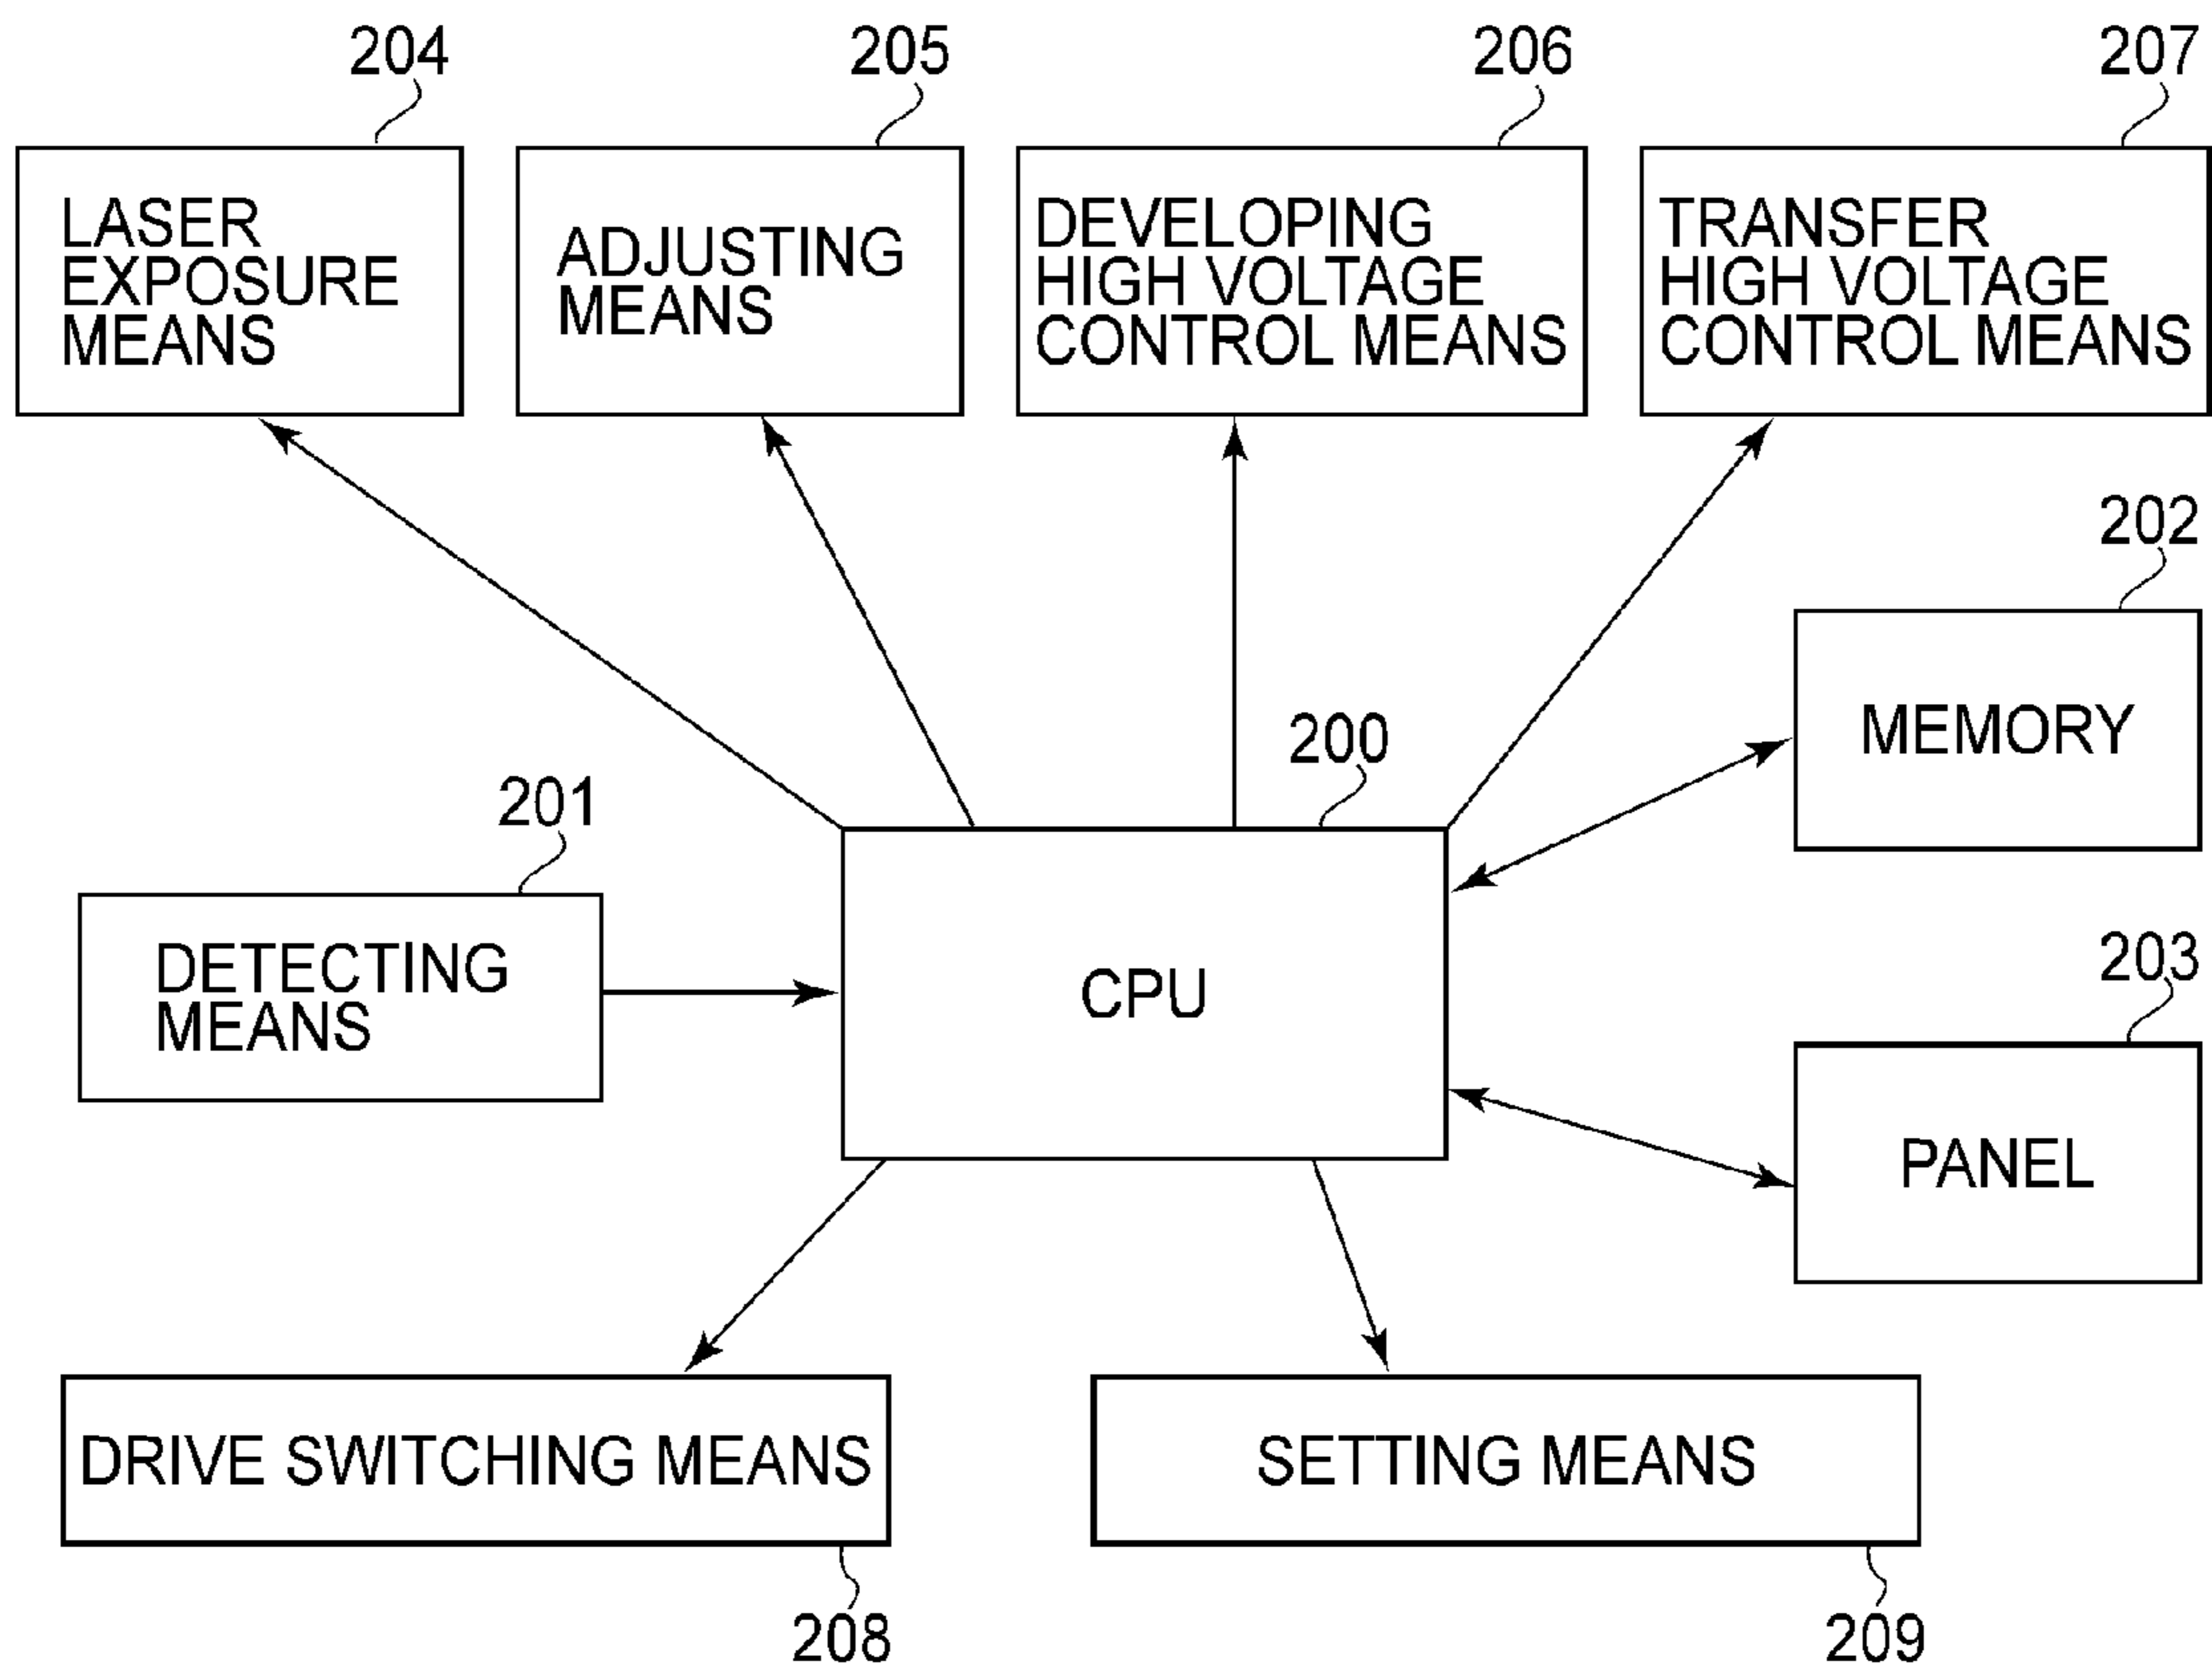 204
205
206
207
LASER
EXPOSURE
MEANS
ADJUSTING
MEANS
DEVELOPING
HIGH VOLTAGE
CONTROL MEANS
TRANSFER
HIGH VOLTAGE
CONTROL MEANS
202
MEMORY
200
201
DETECTING
MEANS
CPU
203
PANEL
DRIVE SWITCHING MEANS
SETTING MEANS
208
209